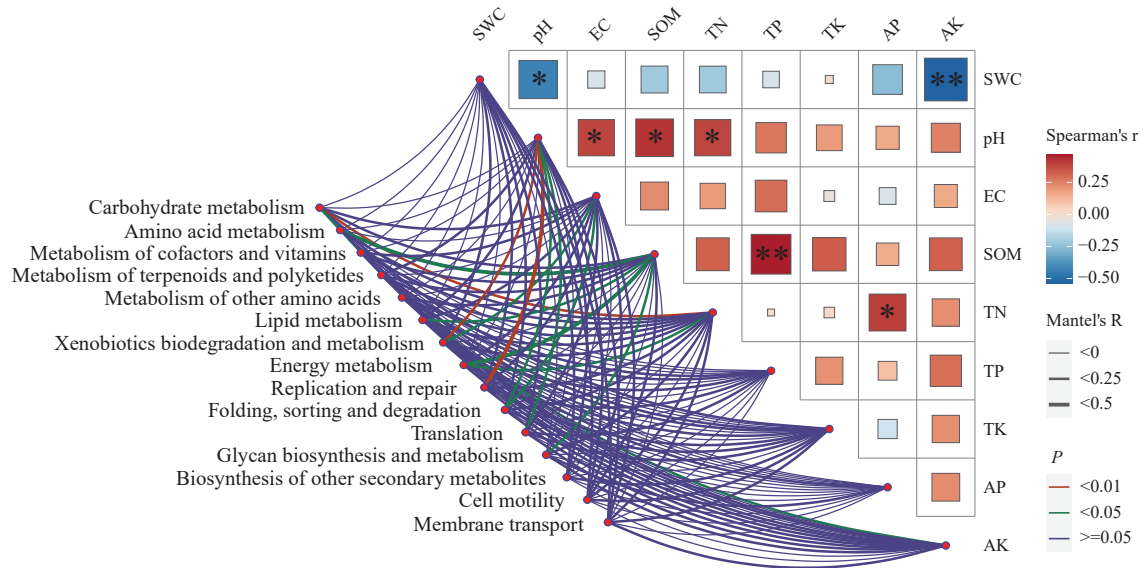 SWC
pH
EC
SOM
TN
TP
TK
AP
AK
* ** SWC
* * * pH
EC
** SOM
* TN
TP
TK
AP
AK
Carbohydrate metabolism
Amino acid metabolism
Metabolism of cofactors and vitamins
Metabolism of terpenoids and polyketides
Metabolism of other amino acids
Lipid metabolism
Xenobiotics biodegradation and metabolism
Energy metabolism
Replication and repair
Folding, sorting and degradation
Translation
Glycan biosynthesis and metabolism
Biosynthesis of other secondary metabolites
Cell motility
Membrane transport
Spearman's r
0.25
0.00
−0.25
−0.50
Mantel's R
<0
<0.25
<0.5
P
<0.01
<0.05
>=0.05